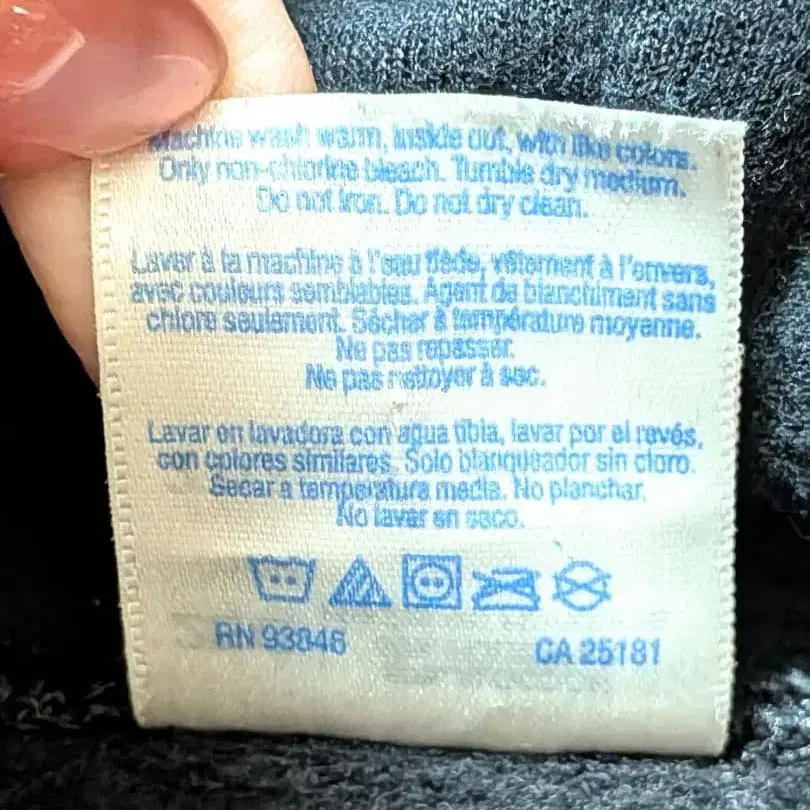 Machine wash warm, inside out, with like colors.
Only non-chlorine bleach. Tumble dry medium.
Do not iron. Do not dry clean.
Laver à la machine à l'eau tiède, vêtement à l'envers,
avec couleurs semblables. Agent de blanchiment sans
chlore seulement. Sécher à température moyenne.
Ne pas repasser.
Ne pas nettoyer à sec.
Lavar en lavadora con agua tibia, lavar por el revés,
con colores similares. Solo blanqueador sin cloro.
Secar a temperatura media. No planchar.
No lavar en seco.
RN 93846 CA 25181